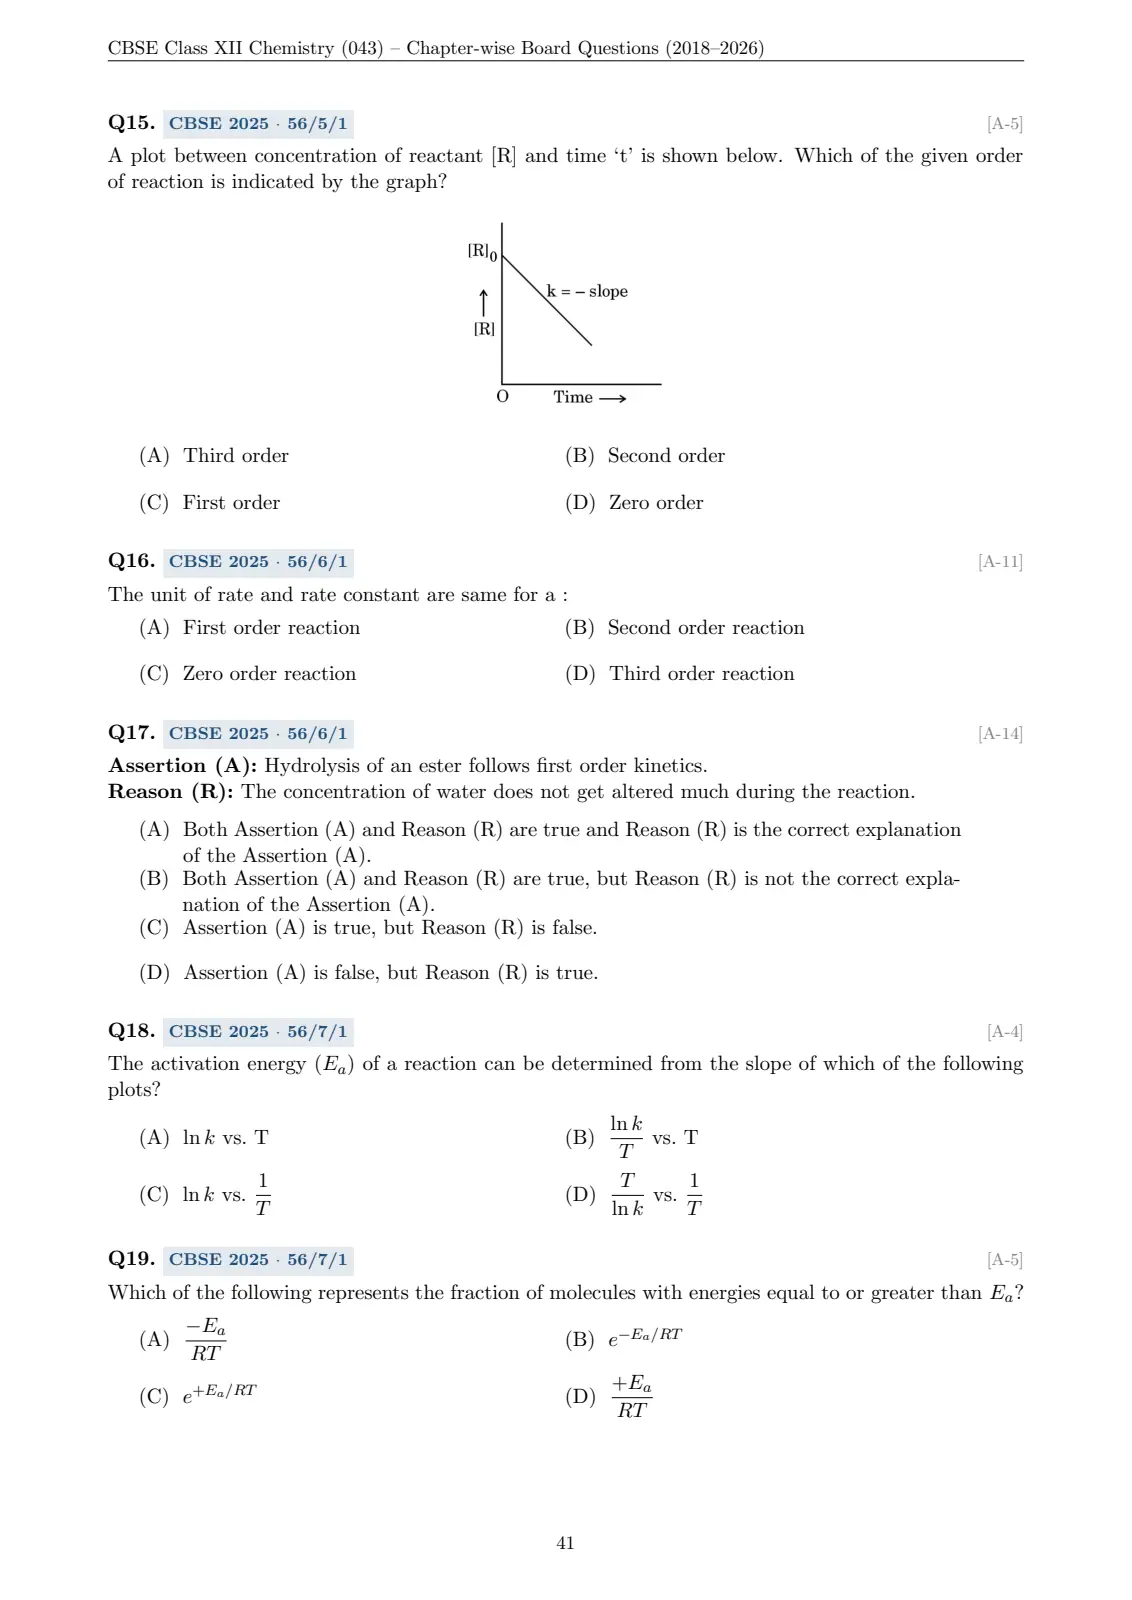 CBSE Class XII Chemistry (043) – Chapter-wise Board Questions (2018–2026)
Q15. CBSE 2025 · 56/5/1 [A-5]
A plot between concentration of reactant [R] and time ‘t’ is shown below. Which of the given order
of reaction is indicated by the graph?
[R]₀
k = – slope
[R]
O Time
(A) Third order (B) Second order
(C) First order (D) Zero order
Q16. CBSE 2025 · 56/6/1 [A-11]
The unit of rate and rate constant are same for a :
(A) First order reaction (B) Second order reaction
(C) Zero order reaction (D) Third order reaction
Q17. CBSE 2025 · 56/6/1 [A-14]
Assertion (A): Hydrolysis of an ester follows first order kinetics.
Reason (R): The concentration of water does not get altered much during the reaction.
(A) Both Assertion (A) and Reason (R) are true and Reason (R) is the correct explanation
of the Assertion (A).
(B) Both Assertion (A) and Reason (R) are true, but Reason (R) is not the correct expla-
nation of the Assertion (A).
(C) Assertion (A) is true, but Reason (R) is false.
(D) Assertion (A) is false, but Reason (R) is true.
Q18. CBSE 2025 · 56/7/1 [A-4]
The activation energy (Eₐ) of a reaction can be determined from the slope of which of the following
plots?
(A) ln k vs. T (B) ln k / T vs. T
(C) ln k vs. 1/T (D) T / ln k vs. 1/T
Q19. CBSE 2025 · 56/7/1 [A-5]
Which of the following represents the fraction of molecules with energies equal to or greater than Eₐ?
(A) −Eₐ/RT (B) e^(−Eₐ/RT)
(C) e^(+Eₐ/RT) (D) +Eₐ/RT
41